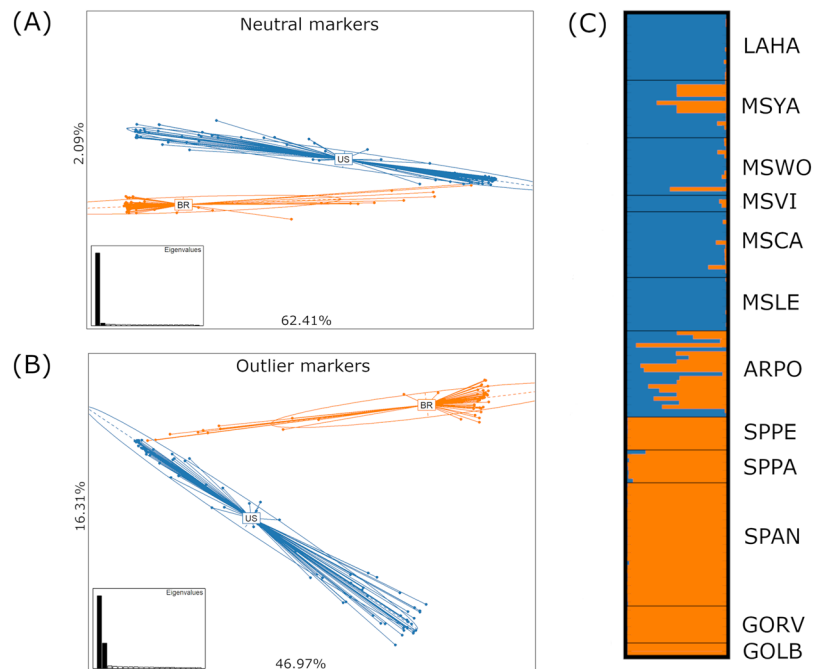 (A)
Neutral markers
2.09%
US
BR
Eigenvalues
62.41%
(B)
Outlier markers
16.31%
BR
US
Eigenvalues
46.97%
(C)
LAHA
MSYA
MSWO
MSVI
MSCA
MSLE
ARPO
SPPE
SPPA
SPAN
GORV
GOLB